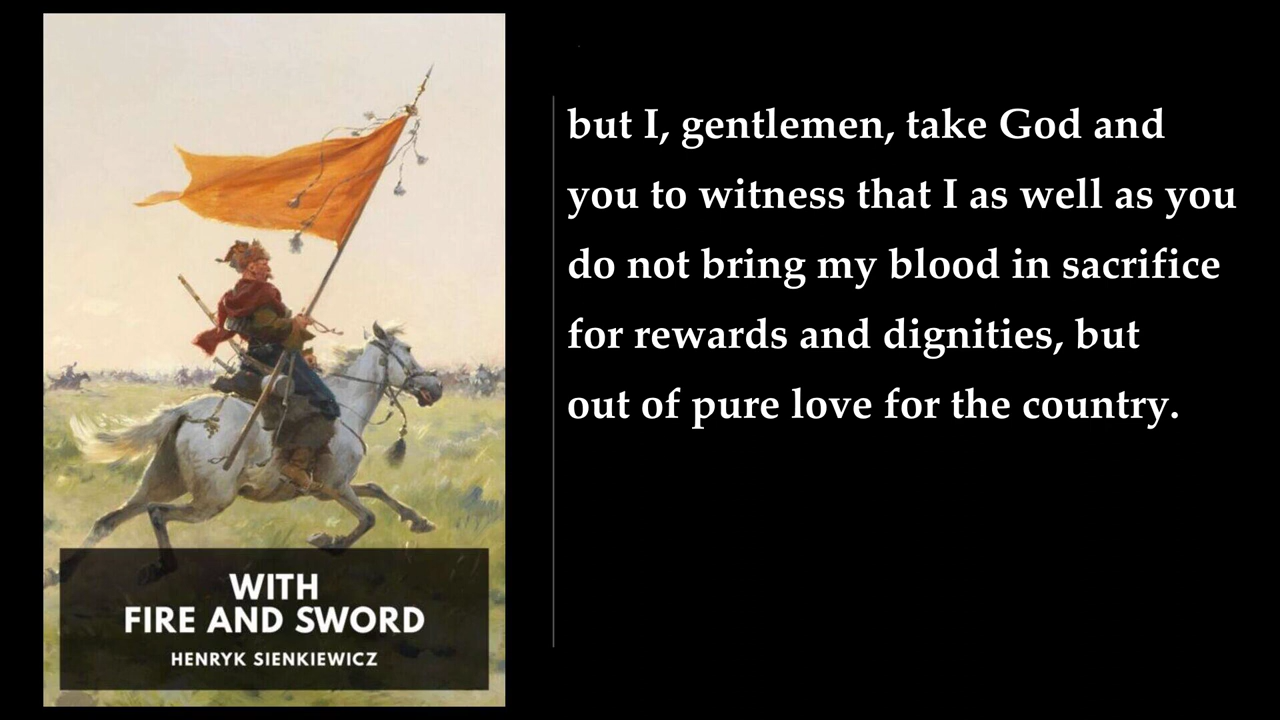 but I, gentlemen, take God and
you to witness that I as well as you
do not bring my blood in sacrifice
for rewards and dignities, but
out of pure love for the country.
WITH
FIRE AND SWORD
HENRYK SIENKIEWICZ